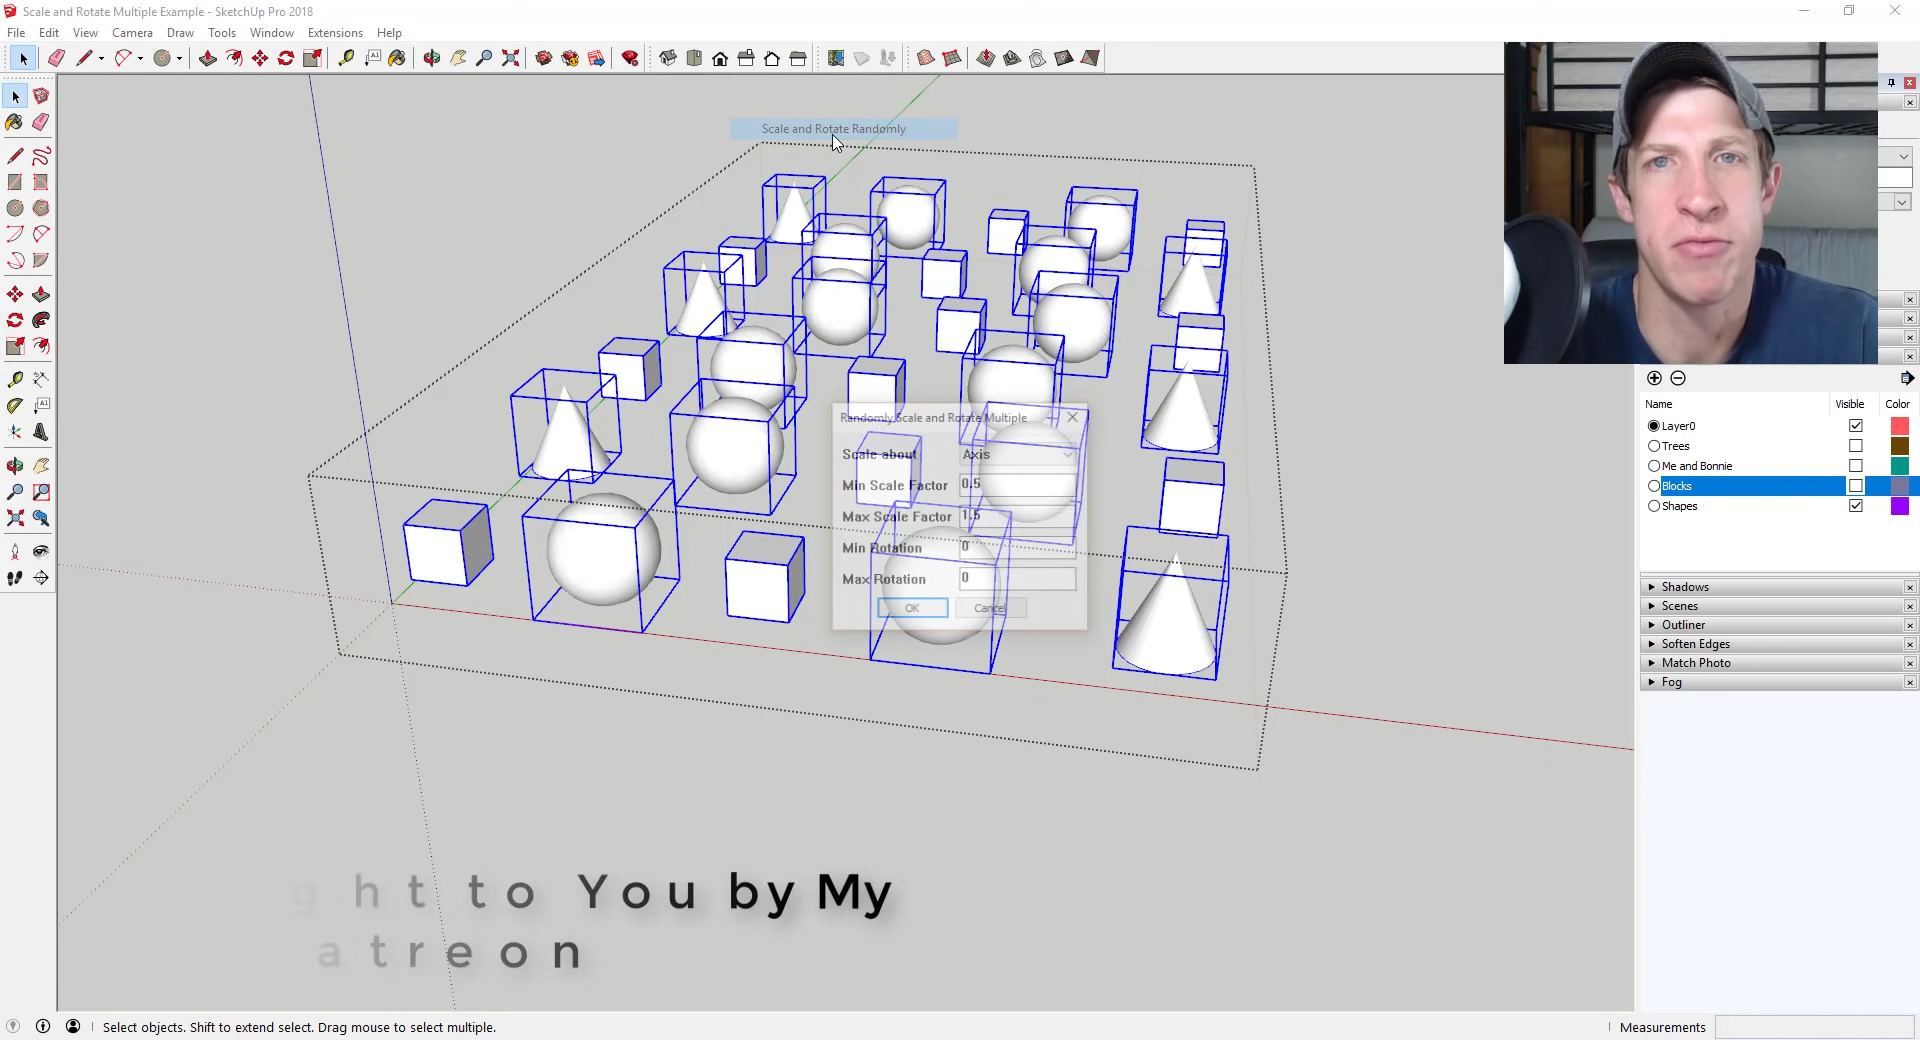 Scale and Rotate Multiple Example - SketchUp Pro 2018
File Edit View Camera Draw Tools Window Extensions Help
Scale and Rotate Randomly
Randomly Scale and Rotate Multiple
Scale about Axis
Min Scale Factor 0.5
Max Scale Factor 1.5
Min Rotation 0
Max Rotation 0
OK Cancel
Name Visible Color
Layer0
Trees
Me and Bonnie
Blocks
Shapes
Shadows
Scenes
Outliner
Soften Edges
Match Photo
Fog
ght to You by My
atreon
Select objects. Shift to extend select. Drag mouse to select multiple.
Measurements